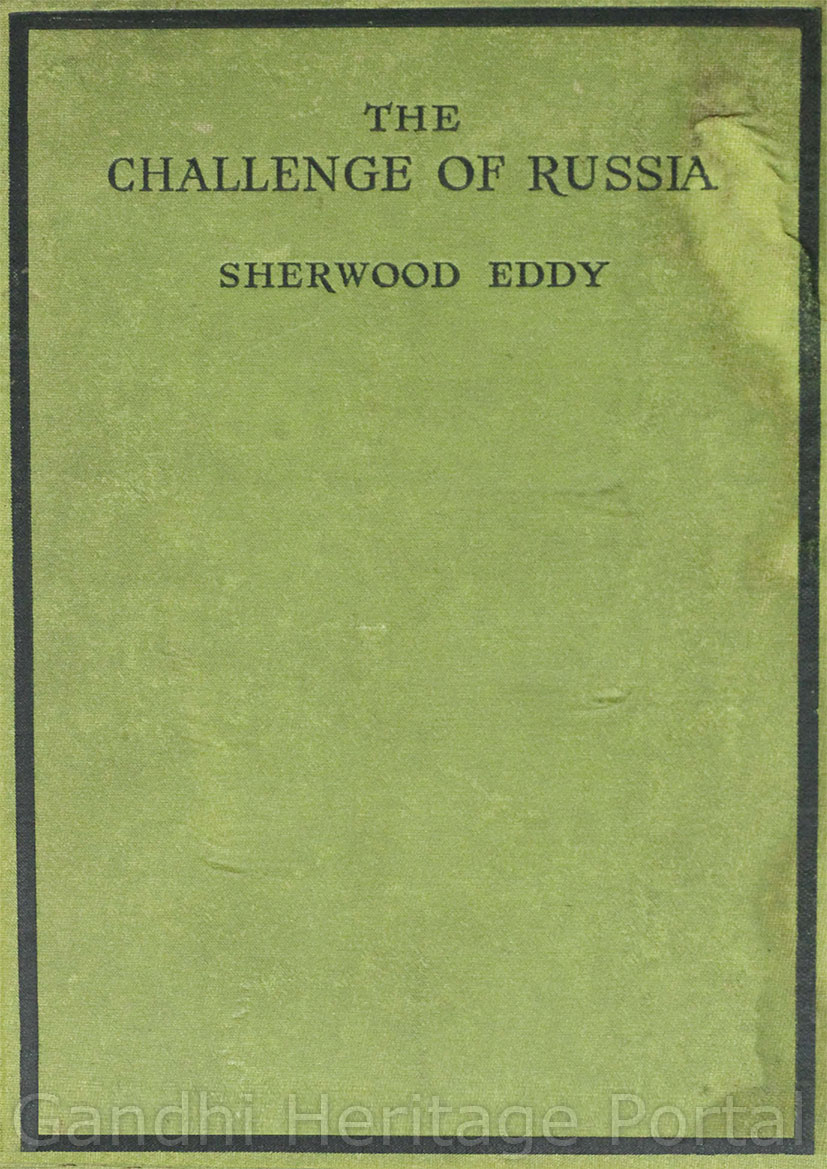 THE
CHALLENGE OF RUSSIA
SHERWOOD EDDY
Gandhi Heritage Portal